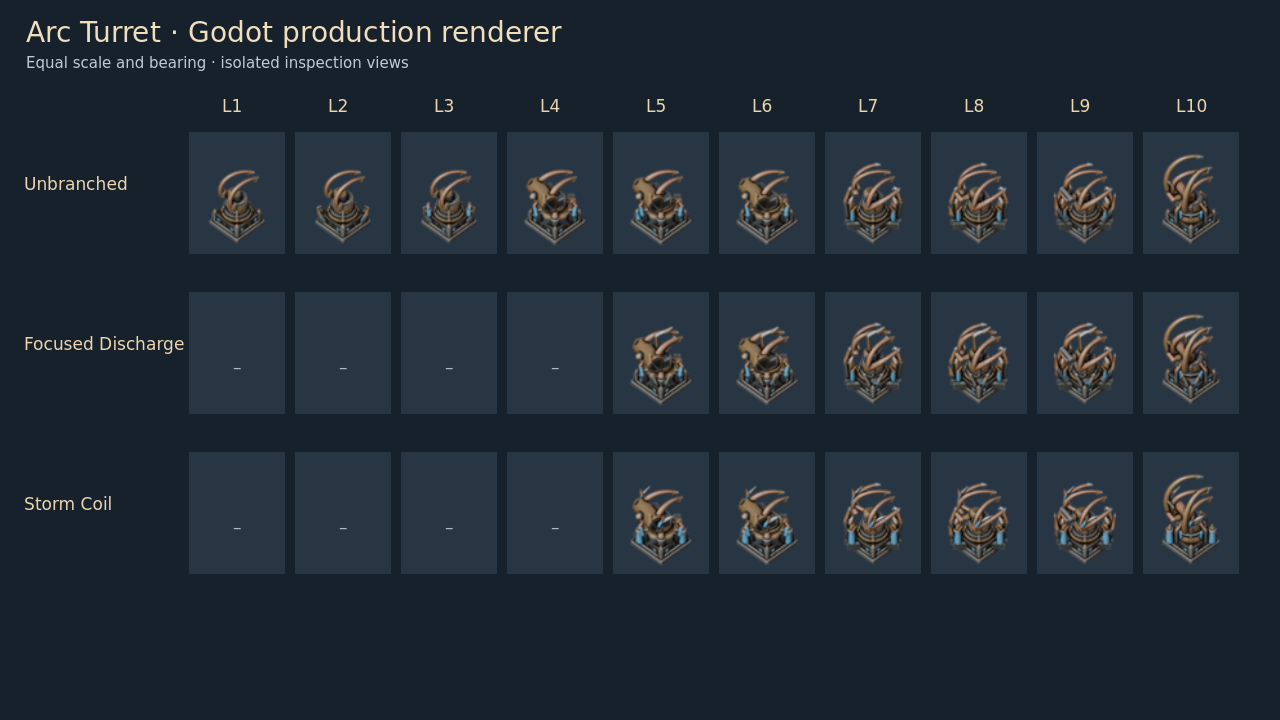 Arc Turret · Godot production renderer
Equal scale and bearing · isolated inspection views
L1 L2 L3 L4 L5 L6 L7 L8 L9 L10
Unbranched
Focused Discharge
– – – –
Storm Coil
– – – –